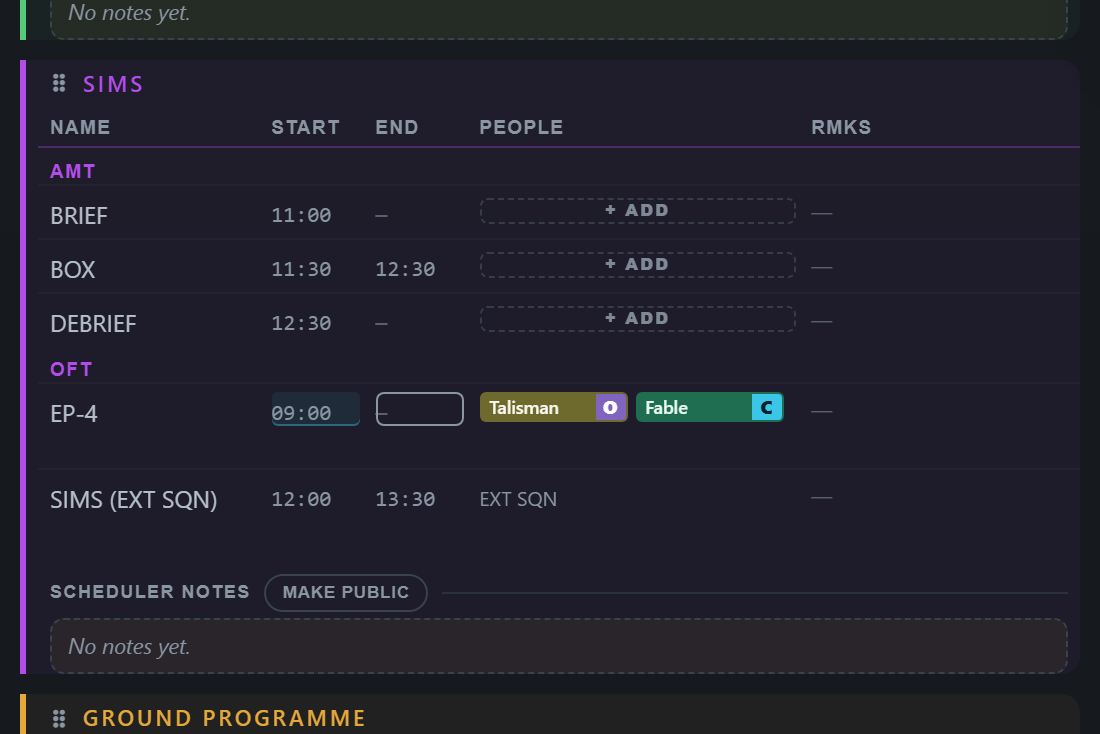 No notes yet.
SIMS
NAME START END PEOPLE RMKS
AMT
BRIEF 11:00 — + ADD —
BOX 11:30 12:30 + ADD —
DEBRIEF 12:30 — + ADD —
OFT
EP-4 09:00 — Talisman O Fable C —
SIMS (EXT SQN) 12:00 13:30 EXT SQN —
SCHEDULER NOTES MAKE PUBLIC
No notes yet.
GROUND PROGRAMME